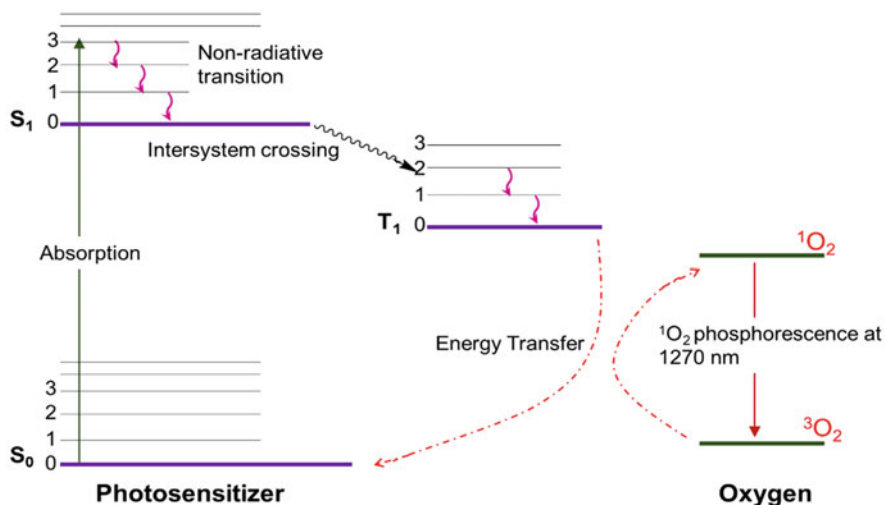 3
2
1
0
S₁
Non-radiative
transition
Intersystem crossing
3
2
1
0
T₁
Absorption
Energy Transfer
¹O₂
¹O₂ phosphorescence at
1270 nm
³O₂
3
2
1
0
S₀
Photosensitizer
Oxygen